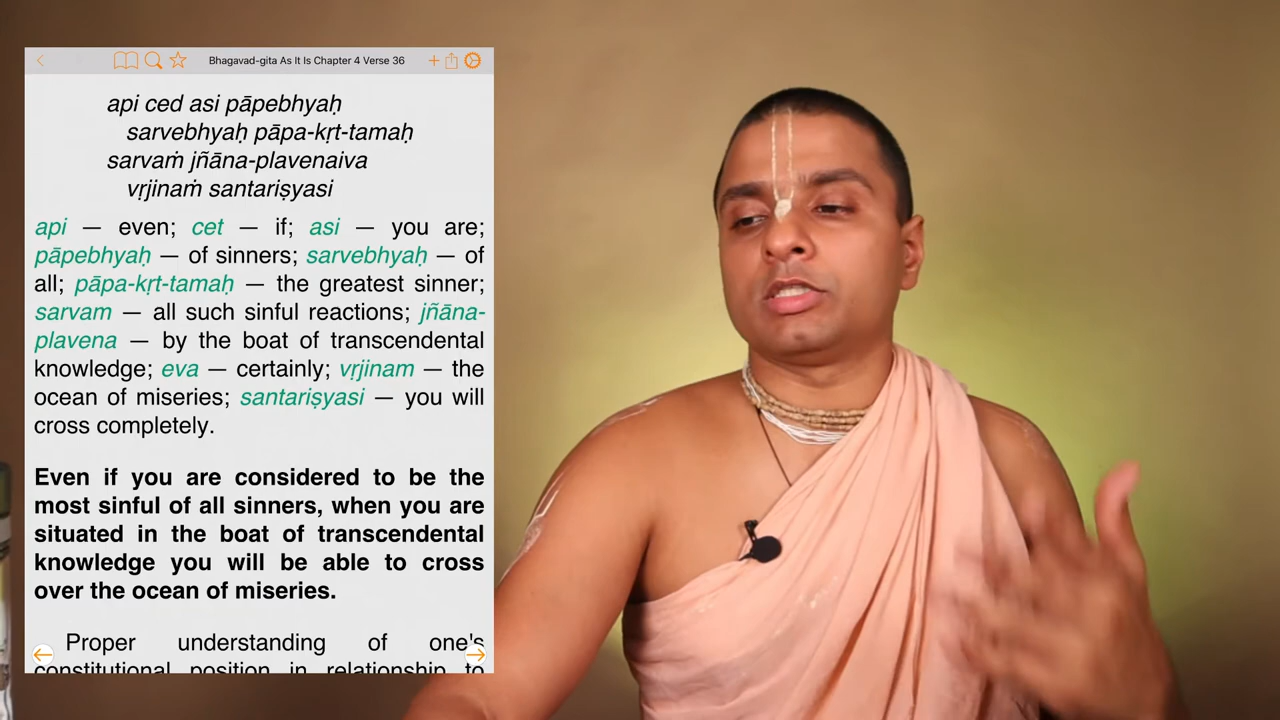 Bhagavad-gita As It Is Chapter 4 Verse 36
api ced asi pāpebhyaḥ
sarvebhyaḥ pāpa-kṛt-tamaḥ
sarvaṁ jñāna-plavenaiva
vṛjinaṁ santariṣyasi
api — even; cet — if; asi — you are;
pāpebhyaḥ — of sinners; sarvebhyaḥ — of
all; pāpa-kṛt-tamaḥ — the greatest sinner;
sarvam — all such sinful reactions; jñāna-
plavena — by the boat of transcendental
knowledge; eva — certainly; vṛjinam — the
ocean of miseries; santariṣyasi — you will
cross completely.
Even if you are considered to be the
most sinful of all sinners, when you are
situated in the boat of transcendental
knowledge you will be able to cross
over the ocean of miseries.
Proper understanding of one's
constitutional position in relationship to